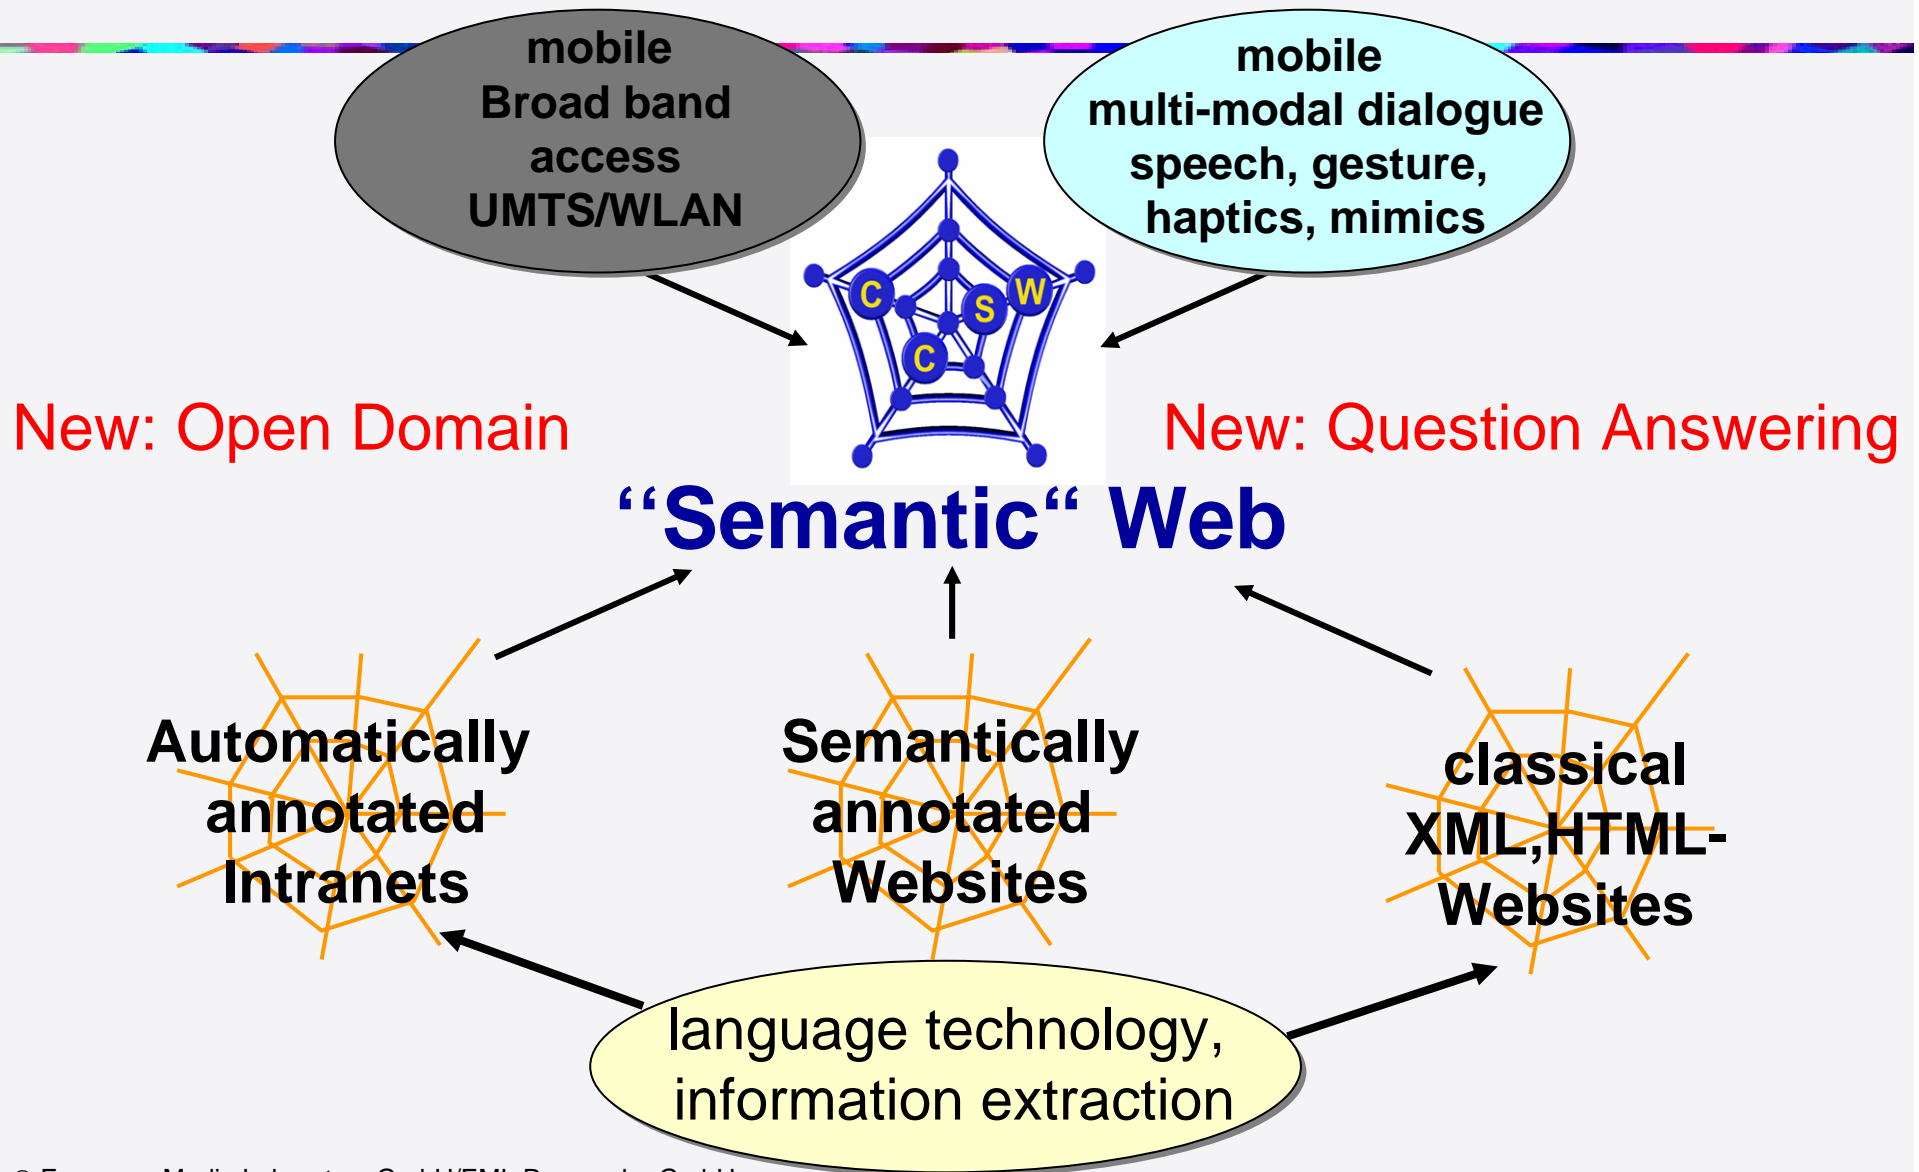 mobile
Broad band
access
UMTS/WLAN
mobile
multi-modal dialogue
speech, gesture,
haptics, mimics
C
S
W
C
New: Open Domain
New: Question Answering
‘‘Semantic“ Web
Automatically
annotated
Intranets
Semantically
annotated
Websites
classical
XML,HTML-
Websites
language technology,
information extraction